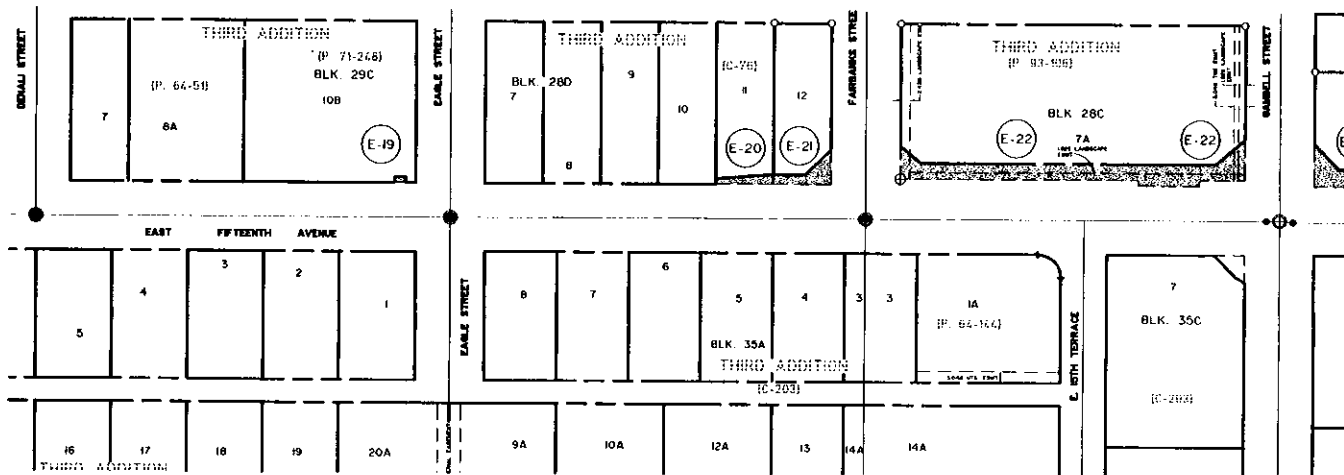 DENALI STREET
EAGLE STREET
FAIRBANKS STREE
GAMBELL STREET
THIRD ADDITION
(P. 71-246)
BLK. 29C
10B
(P. 64-51)
8A
7
E-19
THIRD ADDITION
BLK. 28D
7
8
9
10
(C-76)
11
12
E-20
E-21
THIRD ADDITION
(P. 93-106)
BLK 28C
7A
E-22
E-22
EAST FIFTEENTH AVENUE
5
4
3
2
1
EAGLE STREET
8
7
6
5
4
3
3
BLK. 35A
THIRD ADDITION
(C-203)
1A
(P. 64-144)
E. 15TH TERRACE
7
BLK. 35C
(C-203)
16
17
18
19
20A
THIRD ADDITION
9A
10A
12A
13
14A
14A